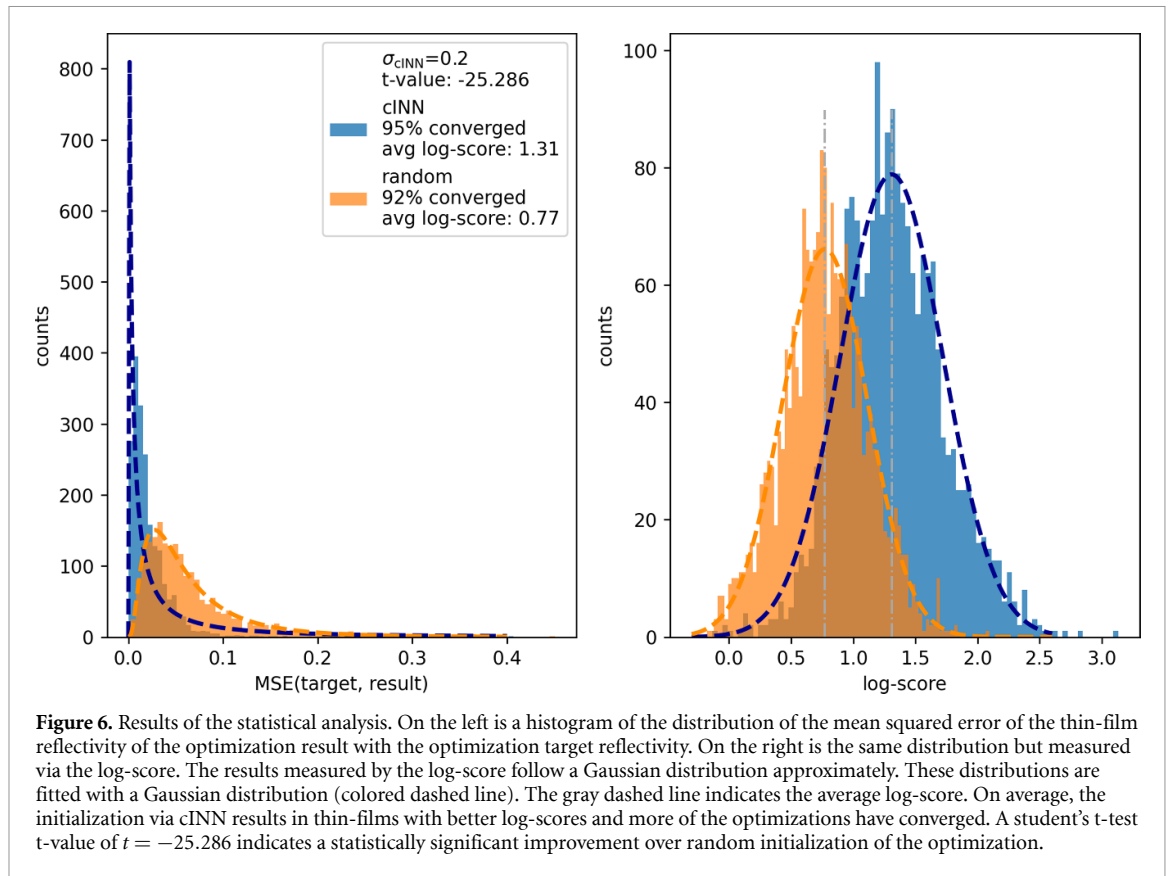 σcINN=0.2
t-value: -25.286
cINN
95% converged
avg log-score: 1.31
random
92% converged
avg log-score: 0.77
800
700
600
500
400
300
200
100
0
counts
0.0 0.1 0.2 0.3 0.4
MSE(target, result)
100
80
60
40
20
0
counts
0.0 0.5 1.0 1.5 2.0 2.5 3.0
log-score
Figure 6. Results of the statistical analysis. On the left is a histogram of the distribution of the mean squared error of the thin-film
reflectivity of the optimization result with the optimization target reflectivity. On the right is the same distribution but measured
via the log-score. The results measured by the log-score follow a Gaussian distribution approximately. These distributions are
fitted with a Gaussian distribution (colored dashed line). The gray dashed line indicates the average log-score. On average, the
initialization via cINN results in thin-films with better log-scores and more of the optimizations have converged. A student's t-test
t-value of t = −25.286 indicates a statistically significant improvement over random initialization of the optimization.